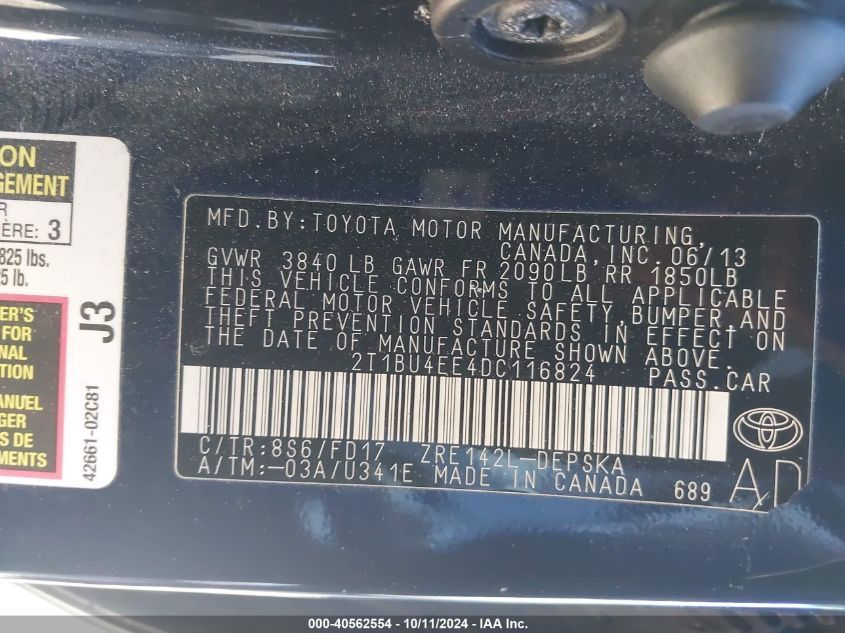 ON
GEMENT
R
ÈRE: 3
825 lbs.
5 lb.
ER'S
FOR
NAL
TION
ANUEL
GER
S DE
EMENTS
J3
42661-02C81
MFD.BY:TOYOTA MOTOR MANUFACTURING,
CANADA, INC. 06/13
GVWR 3840 LB GAWR FR 2090LB RR 1850LB
THIS VEHICLE CONFORMS TO ALL APPLICABLE
FEDERAL MOTOR VEHICLE SAFETY, BUMPER, AND
THEFT PREVENTION STANDARDS IN EFFECT ON
THE DATE OF MANUFACTURE SHOWN ABOVE.
2T1BU4EE4DC116824 PASS.CAR
C/TR:8S6/FD17 ZRE142L-DEPSKA
A/TM:-03A/U341E MADE IN CANADA 689
AD
000-40562554 - 10/11/2024 - IAA Inc.